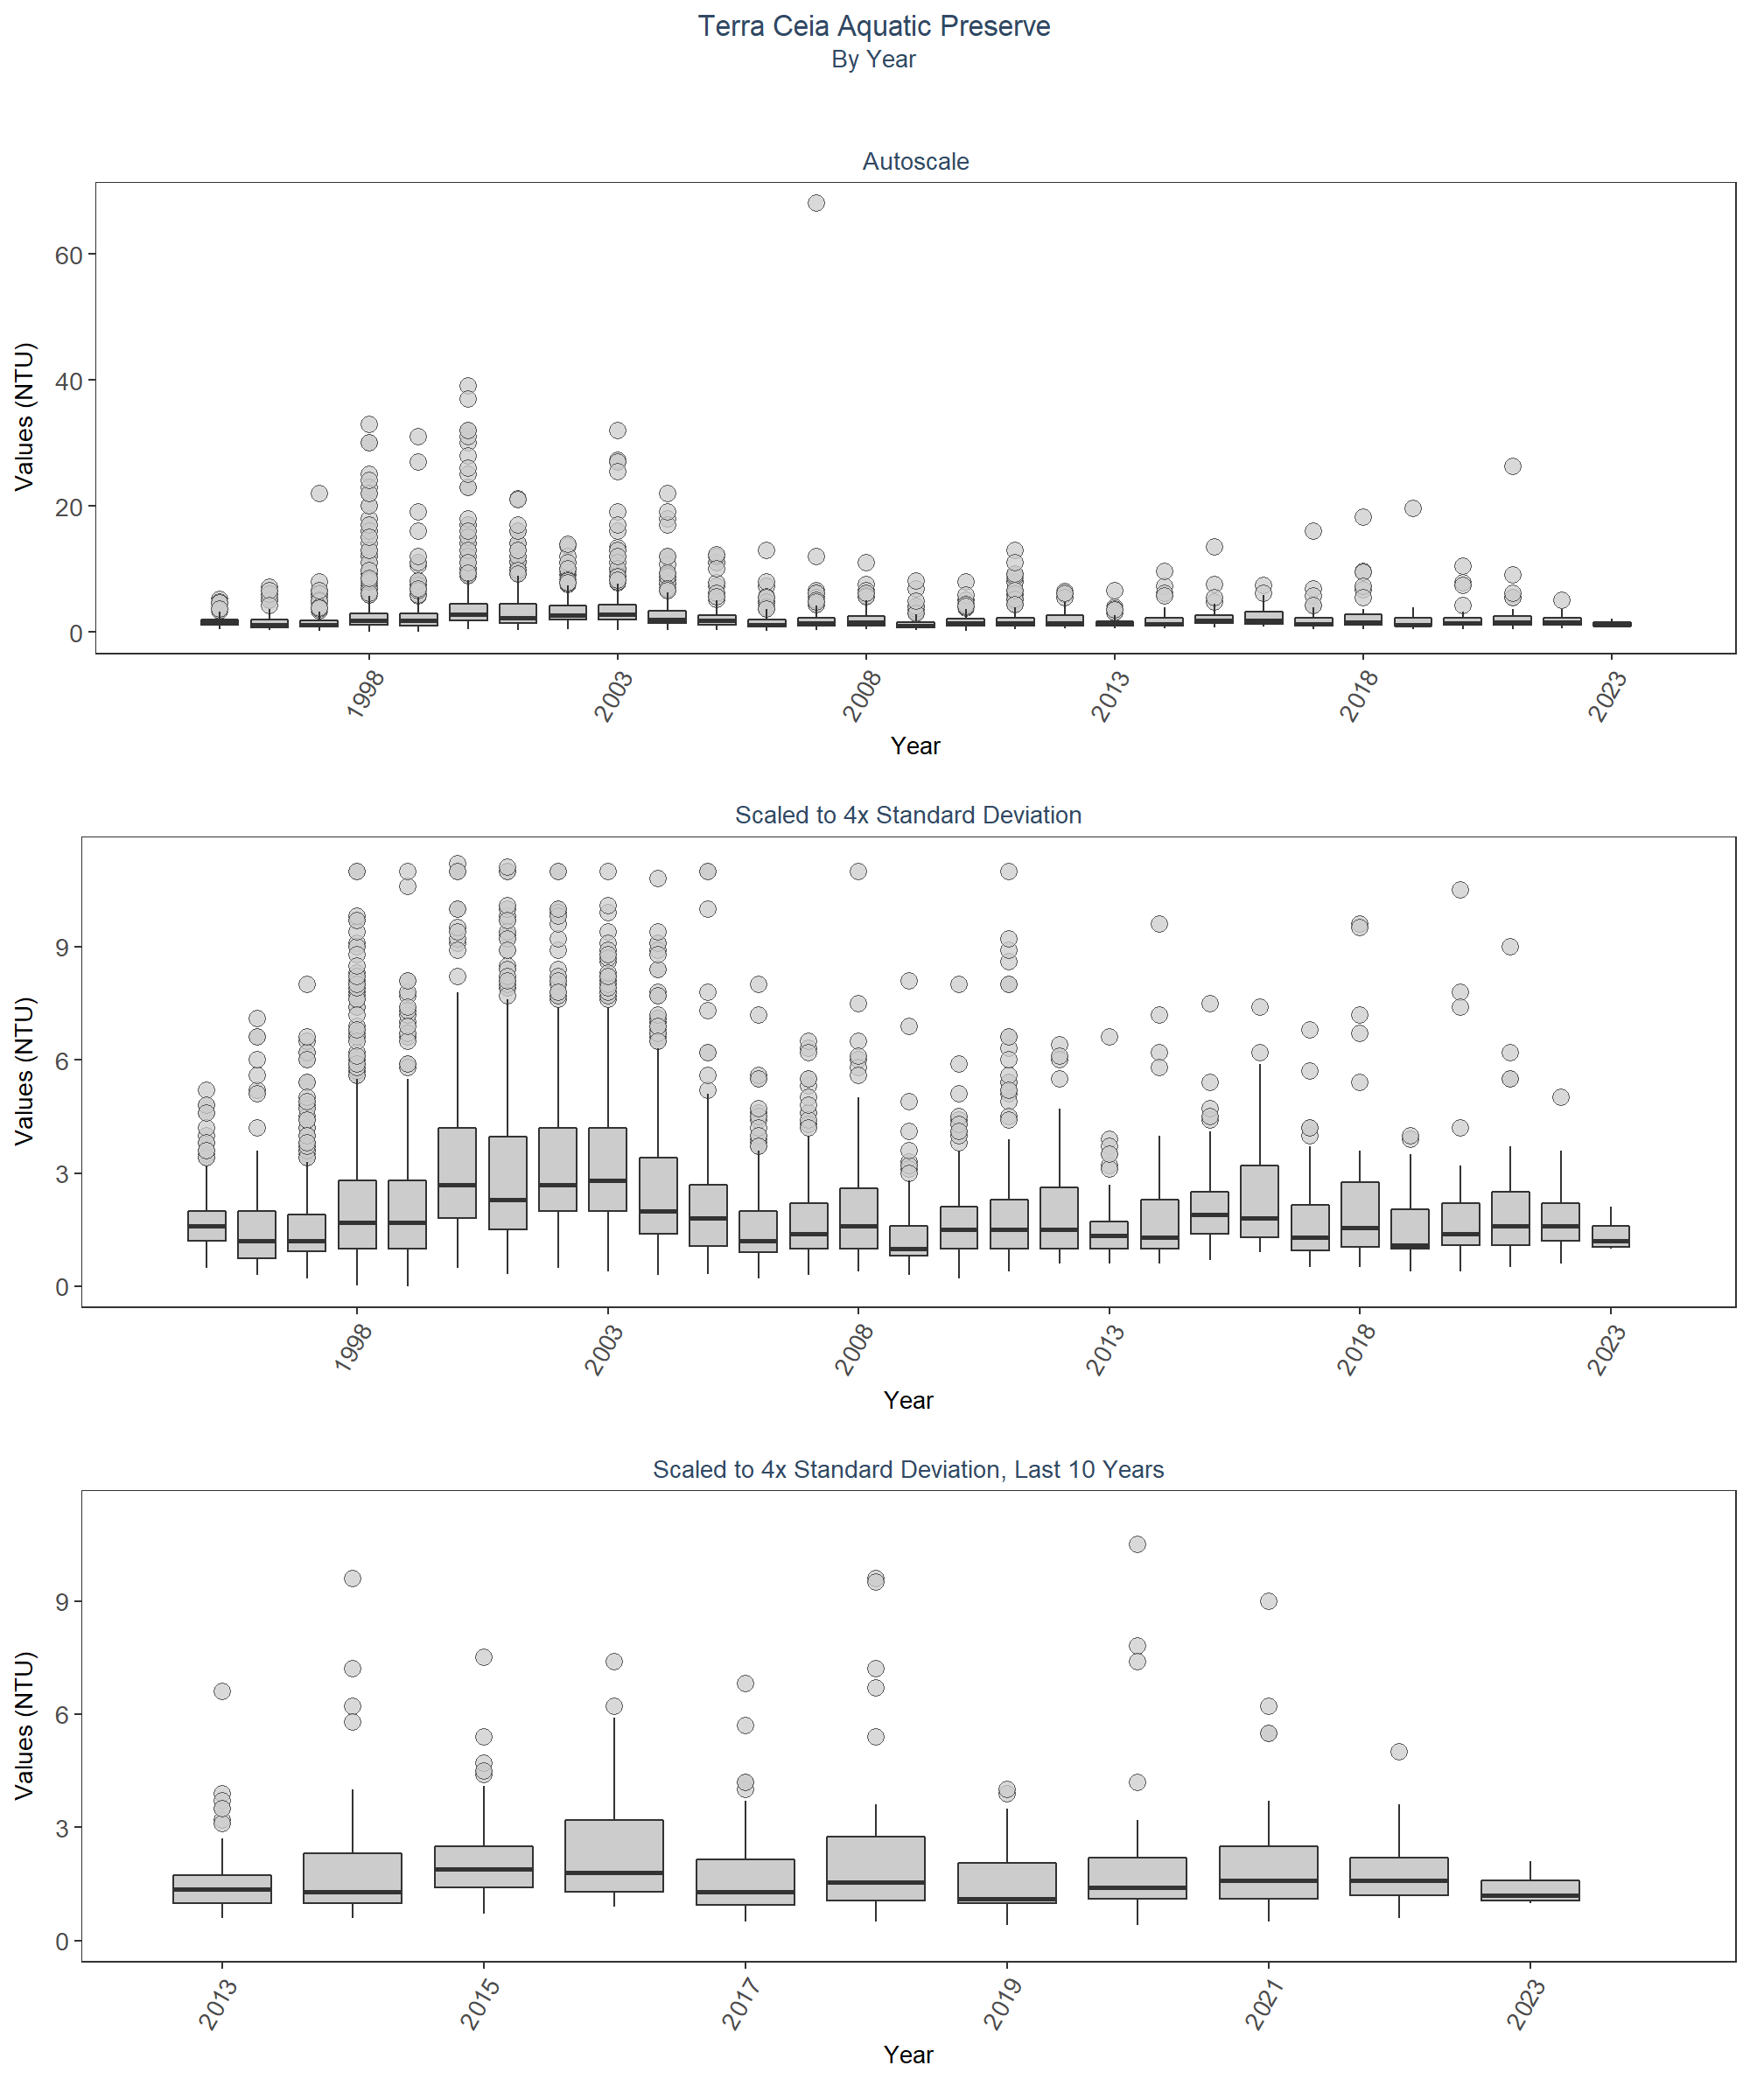 Terra Ceia Aquatic Preserve
By Year
Autoscale
Values (NTU)
60
40
20
0
1998
2003
2008
2013
2018
2023
Year
Scaled to 4x Standard Deviation
Values (NTU)
9
6
3
0
1998
2003
2008
2013
2018
2023
Year
Scaled to 4x Standard Deviation, Last 10 Years
Values (NTU)
9
6
3
0
2013
2015
2017
2019
2021
2023
Year